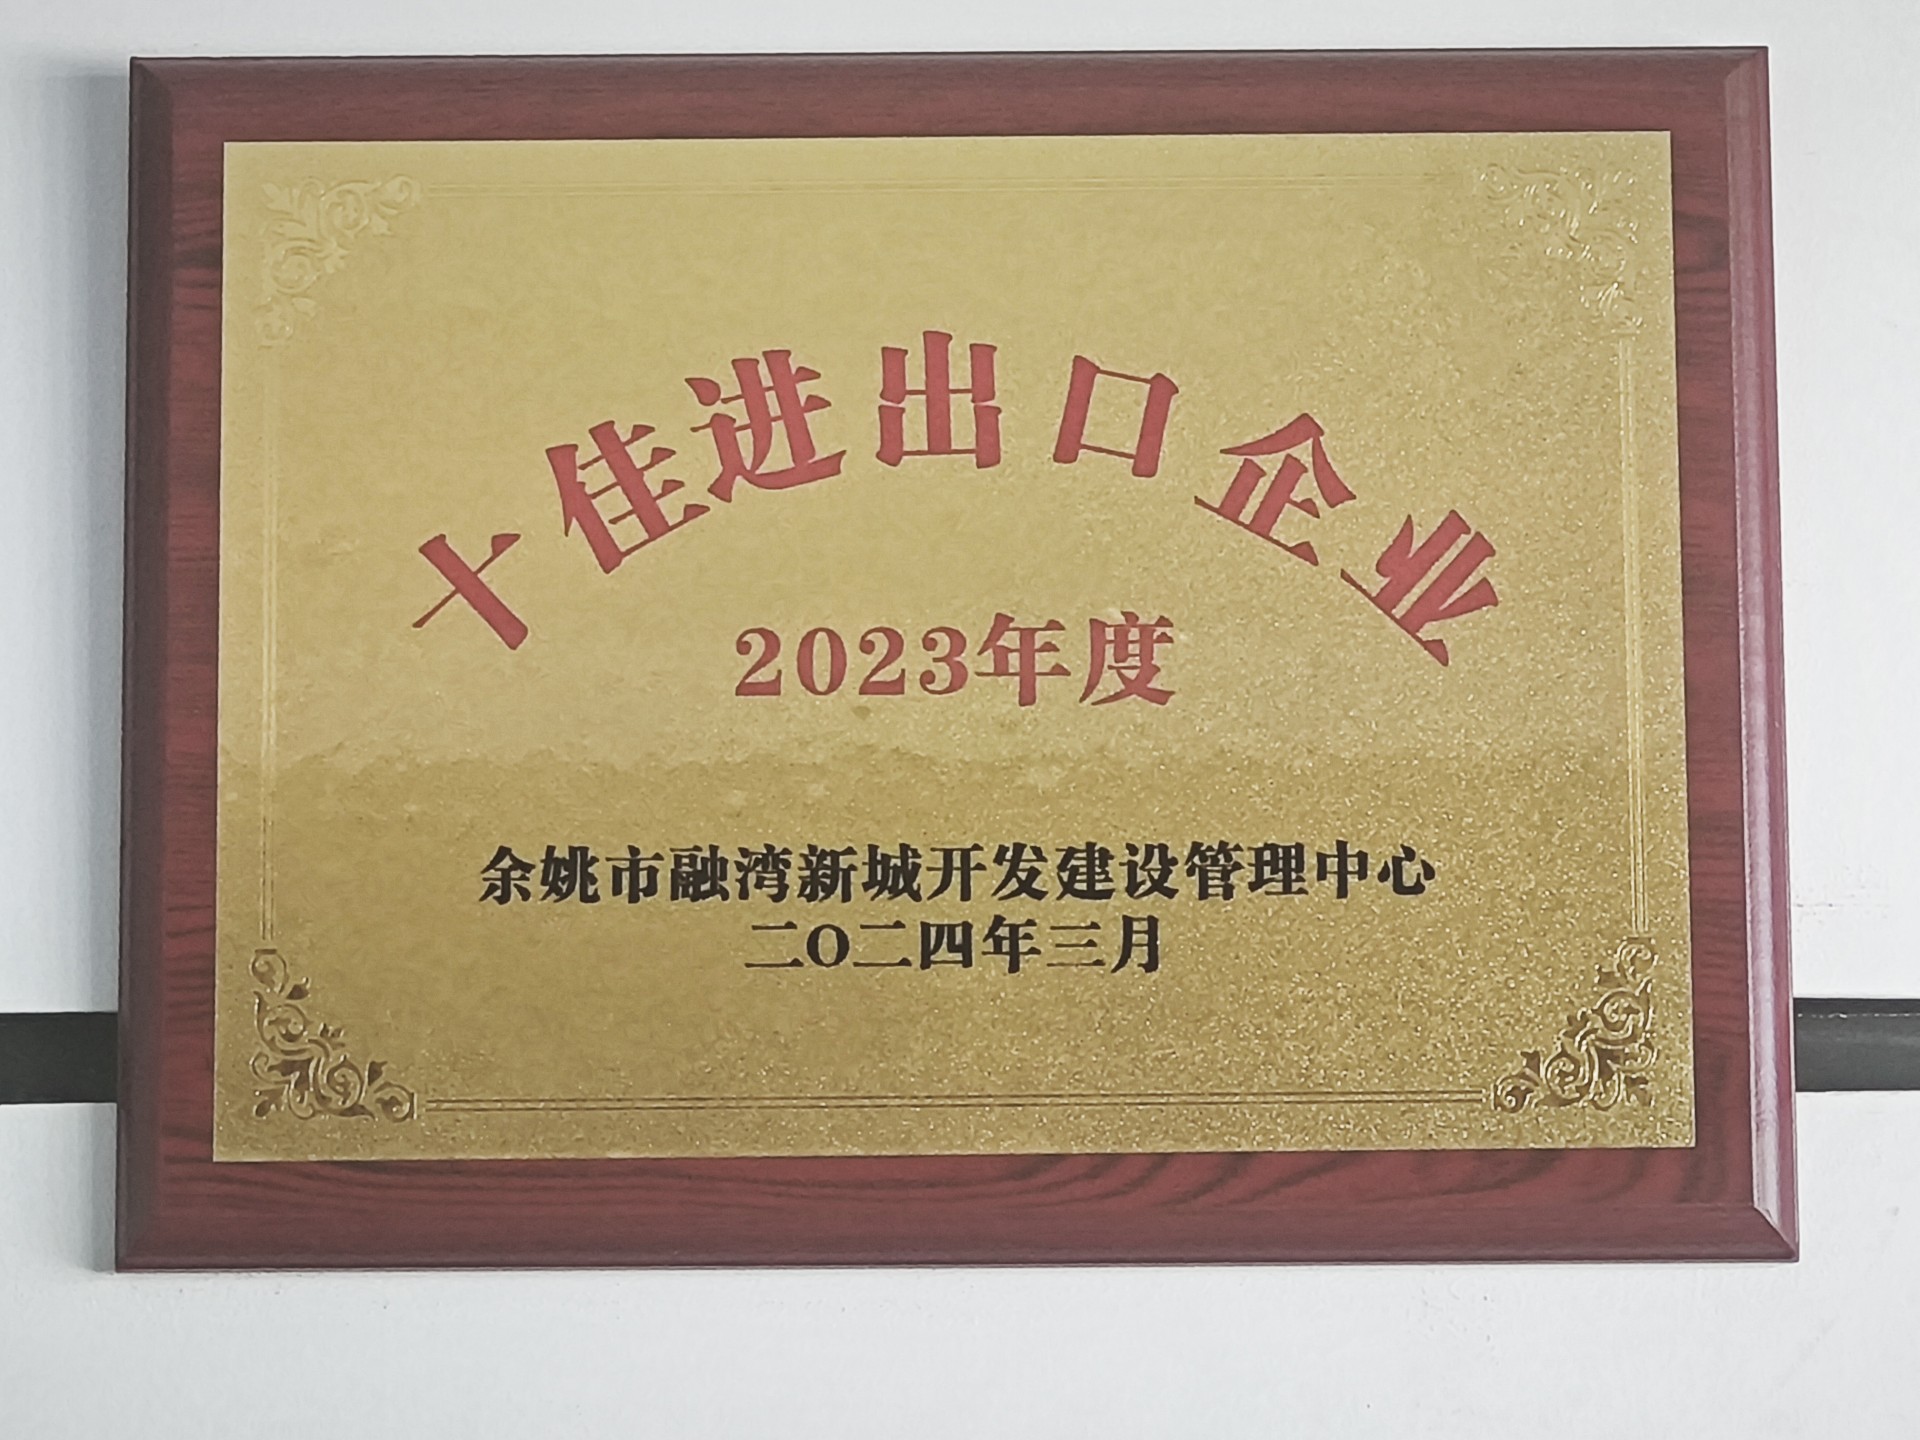 十佳进出口企业
2023年度
余姚市融湾新城开发建设管理中心
二O二四年三月